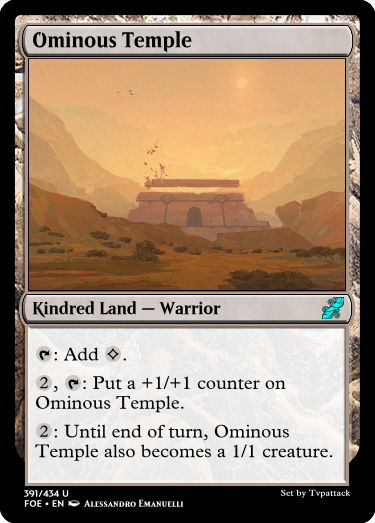 Ominous Temple
Kindred Land — Warrior
: Add .
2, : Put a +1/+1 counter on
Ominous Temple.
2: Until end of turn, Ominous
Temple also becomes a 1/1 creature.
391/434 U
FOE • EN Alessandro Emanuelli
Set by Tvpattack